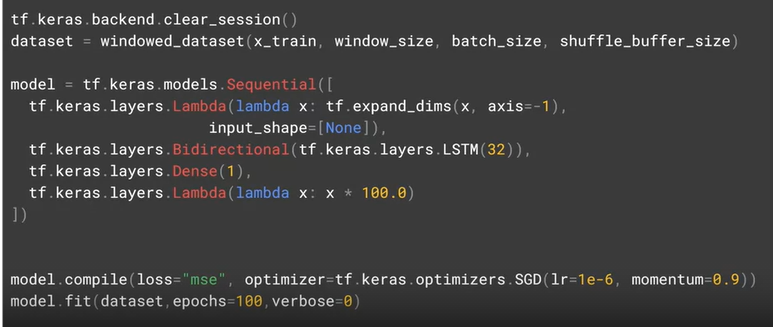 tf.keras.backend.clear_session()
dataset = windowed_dataset(x_train, window_size, batch_size, shuffle_buffer_size)
model = tf.keras.models.Sequential([
tf.keras.layers.Lambda(lambda x: tf.expand_dims(x, axis=-1),
input_shape=[None]),
tf.keras.layers.Bidirectional(tf.keras.layers.LSTM(32)),
tf.keras.layers.Dense(1),
tf.keras.layers.Lambda(lambda x: x * 100.0)
])
model.compile(loss="mse", optimizer=tf.keras.optimizers.SGD(lr=1e-6, momentum=0.9))
model.fit(dataset,epochs=100,verbose=0)